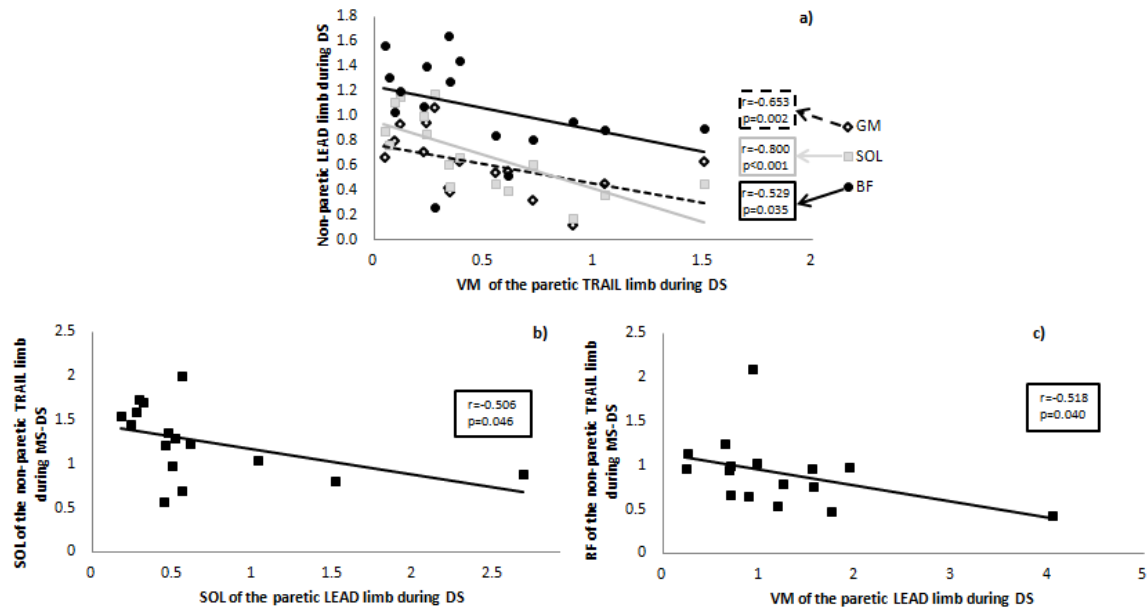 a)
Non-paretic LEAD limb during DS
1.8
1.6
1.4
1.2
1.0
0.8
0.6
0.4
0.2
0.0
0
0.5
1
1.5
2
VM of the paretic TRAIL limb during DS
r=-0.653
p=0.002
GM
r=-0.800
p<0.001
SOL
r=-0.529
p=0.035
BF
b)
SOL of the non-paretic TRAIL limb
during MS-DS
2.5
2
1.5
1
0.5
0
0
0.5
1
1.5
2
2.5
SOL of the paretic LEAD limb during DS
r=-0.506
p=0.046
c)
RF of the non-paretic TRAIL limb
during MS-DS
2.5
2
1.5
1
0.5
0
0
1
2
3
4
5
VM of the paretic LEAD limb during DS
r=-0.518
p=0.040